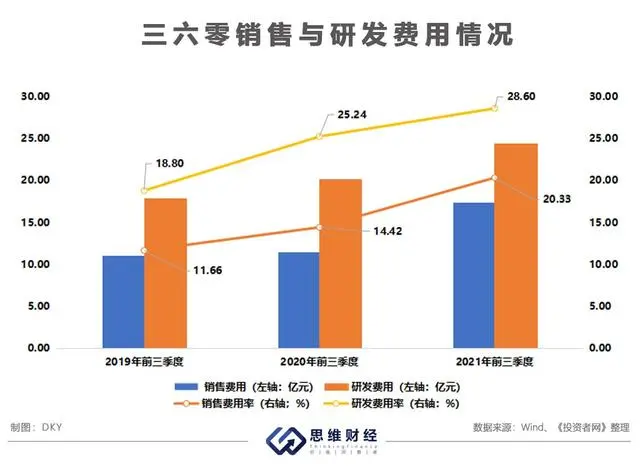 三六零销售与研发费用情况
30.00 30.00
25.00 25.00
20.00 20.00
15.00 15.00
10.00 10.00
5.00 5.00
0.00 0.00
18.80
25.24
28.60
11.66
14.42
20.33
2019年前三季度 2020年前三季度 2021年前三季度
销售费用（左轴：亿元） 研发费用（左轴：亿元）
销售费用率（右轴；%） 研发费用率（右轴：%）
制图：DKY 数据来源：Wind、《投资者网》整理
思维财经
ThinkingFinance